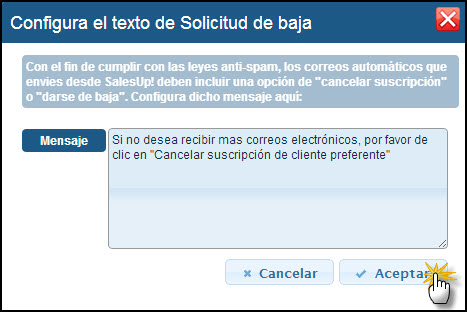 Configura el texto de Solicitud de baja
Con el fin de cumplir con las leyes anti-spam, los correos automáticos que
envies desde SalesUp! deben incluir una opción de "cancelar suscripción"
o "darse de baja". Configura dicho mensaje aquí:
Mensaje
Si no desea recibir mas correos electrónicos, por favor de
clic en "Cancelar suscripción de cliente preferente"
Cancelar
Aceptar